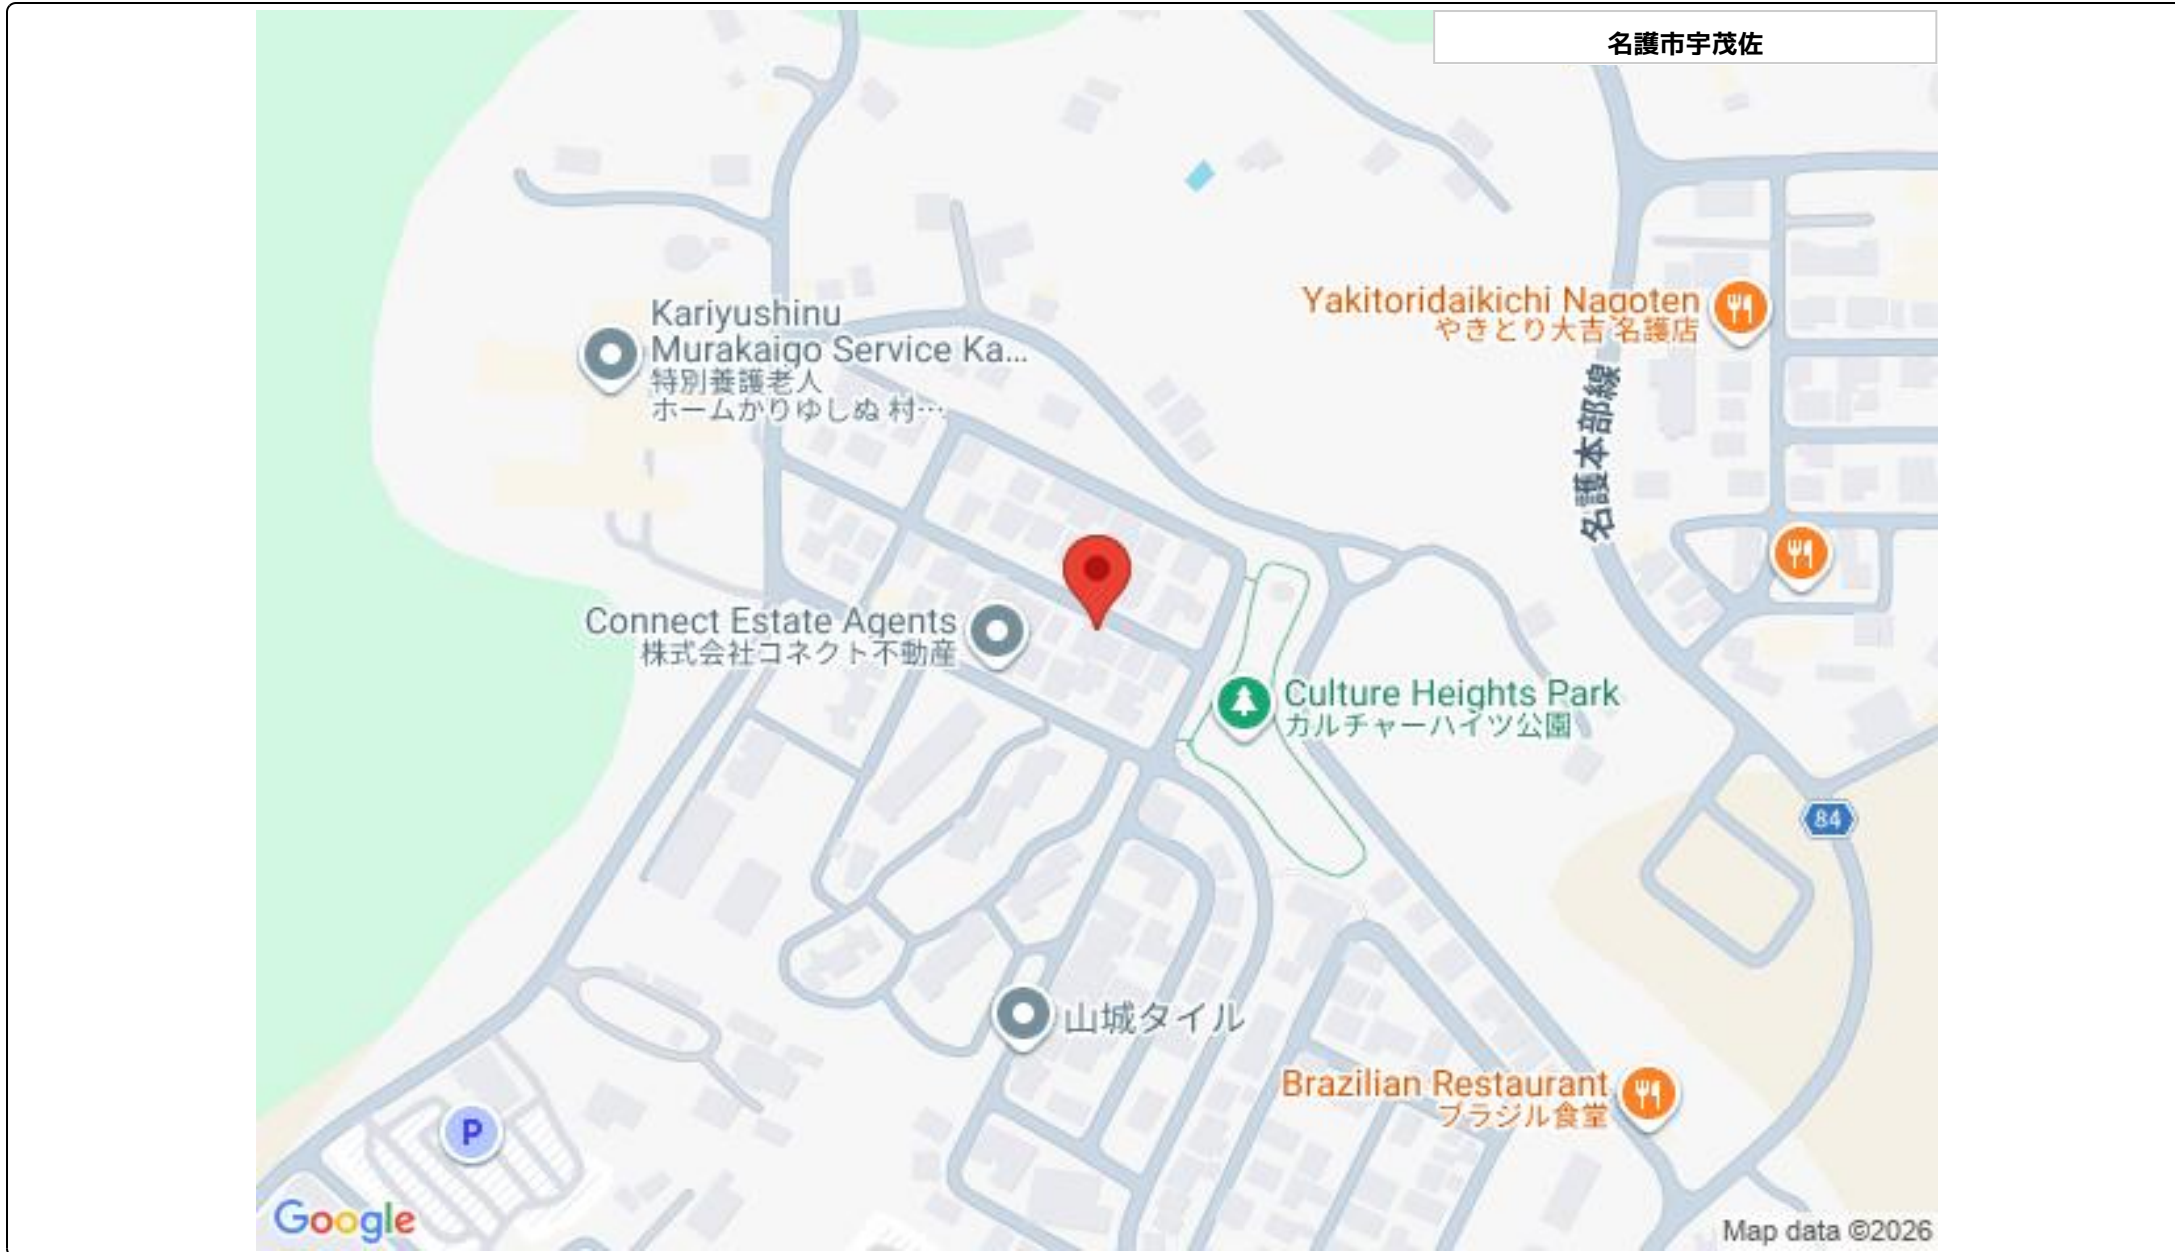 名護市宇茂佐
Kariyushinu
Murakaigo Service Ka...
特別養護老人
ホームかりゆしぬ 村…
Yakitoridaikichi Nagoten
やきとり大吉 名護店
名護本部線
Connect Estate Agents
株式会社コネクト不動産
Culture Heights Park
カルチャーハイツ公園
84
山城タイル
Brazilian Restaurant
ブラジル食堂
P
Google
Map data ©2026